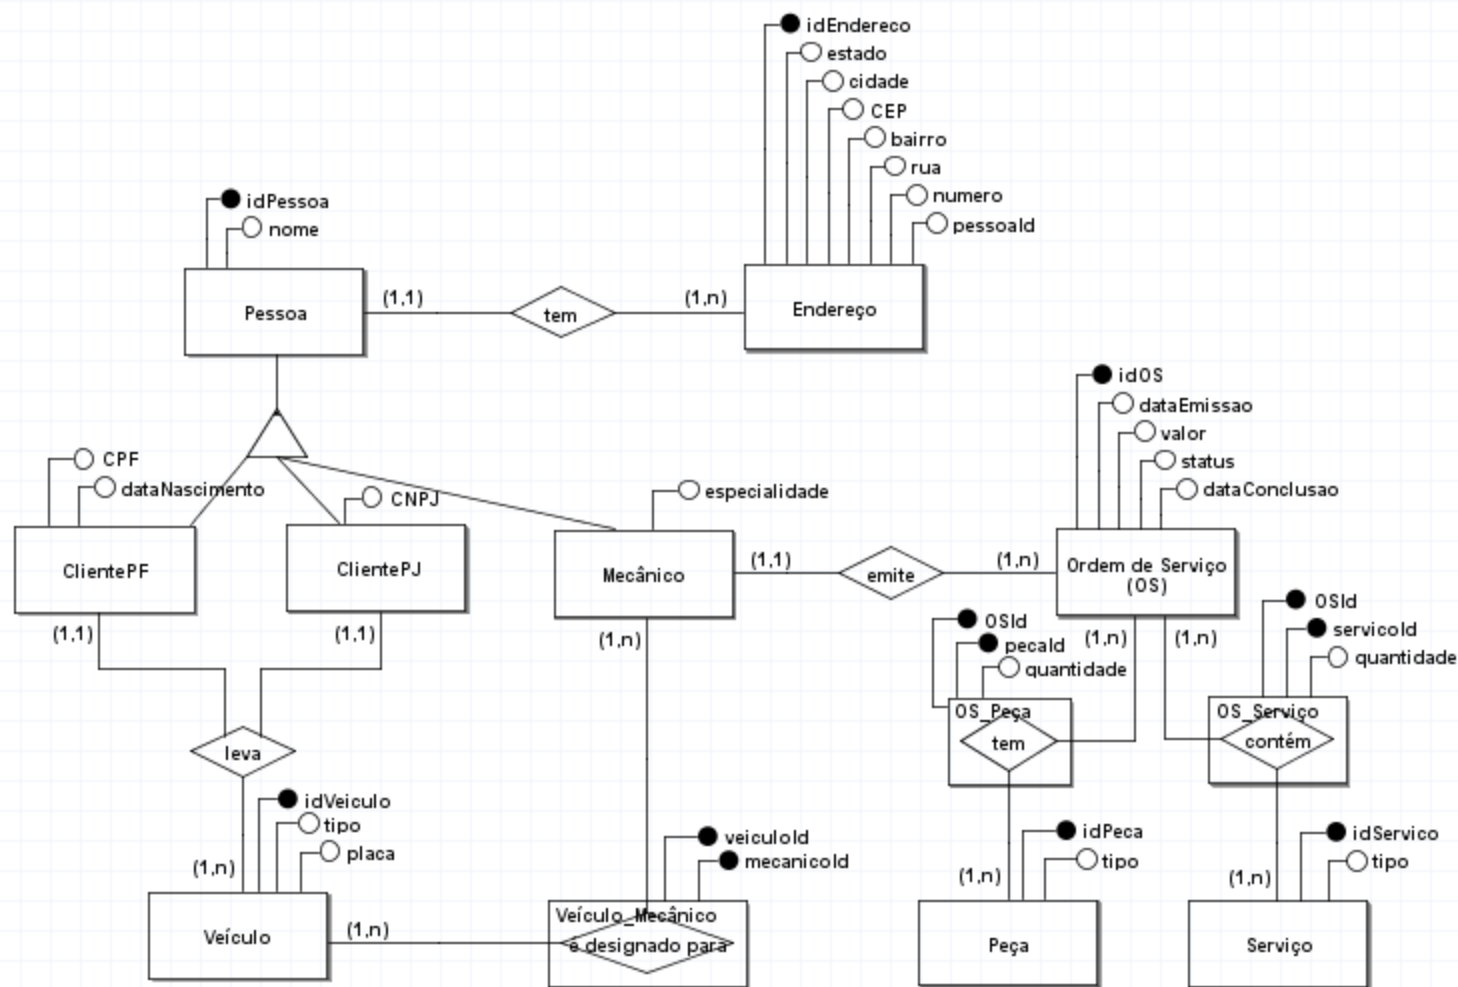 idEndereco
estado
cidade
CEP
bairro
rua
numero
pessoaId
idPessoa
nome
Pessoa
(1,1)
tem
(1,n)
Endereço
idOS
dataEmissao
valor
status
dataConclusao
CPF
dataNascimento
CNPJ
especialidade
ClientePF
ClientePJ
Mecânico
(1,1)
emite
(1,n)
Ordem de Serviço
(OS)
(1,1)
(1,1)
(1,n)
(1,n)
(1,n)
OSId
pecaId
quantidade
OSId
servicoId
quantidade
OS_Peça
tem
OS_Serviço
contém
leva
idVeiculo
tipo
placa
(1,n)
veiculoId
mecanicoId
idPeca
tipo
(1,n)
idServico
tipo
(1,n)
Veículo
(1,n)
Veículo_Mecânico
é designado para
Peça
Serviço